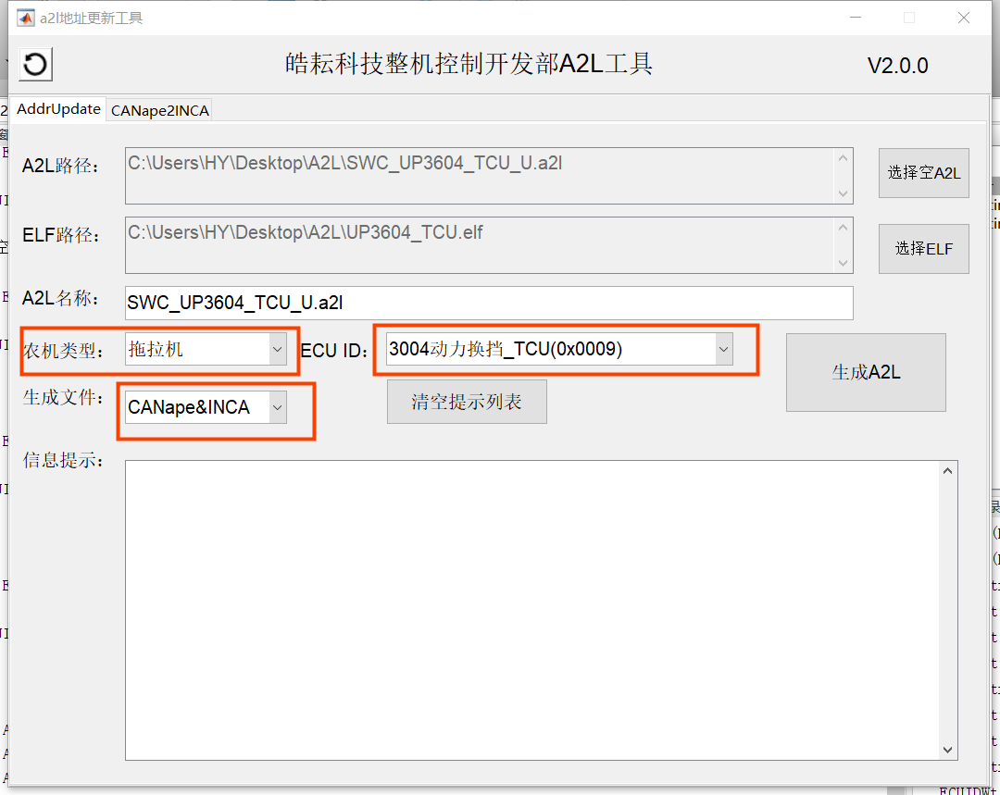 a2l地址更新工具
皓耘科技整机控制开发部A2L工具
V2.0.0
AddrUpdate
CANape2INCA
A2L路径：
C:\Users\HY\Desktop\A2L\SWC_UP3604_TCU_U.a2l
选择空A2L
ELF路径：
C:\Users\HY\Desktop\A2L\UP3604_TCU.elf
选择ELF
A2L名称：
SWC_UP3604_TCU_U.a2l
农机类型：
拖拉机
ECU ID：
3004动力换挡_TCU(0x0009)
生成A2L
生成文件：
CANape&INCA
清空提示列表
信息提示：